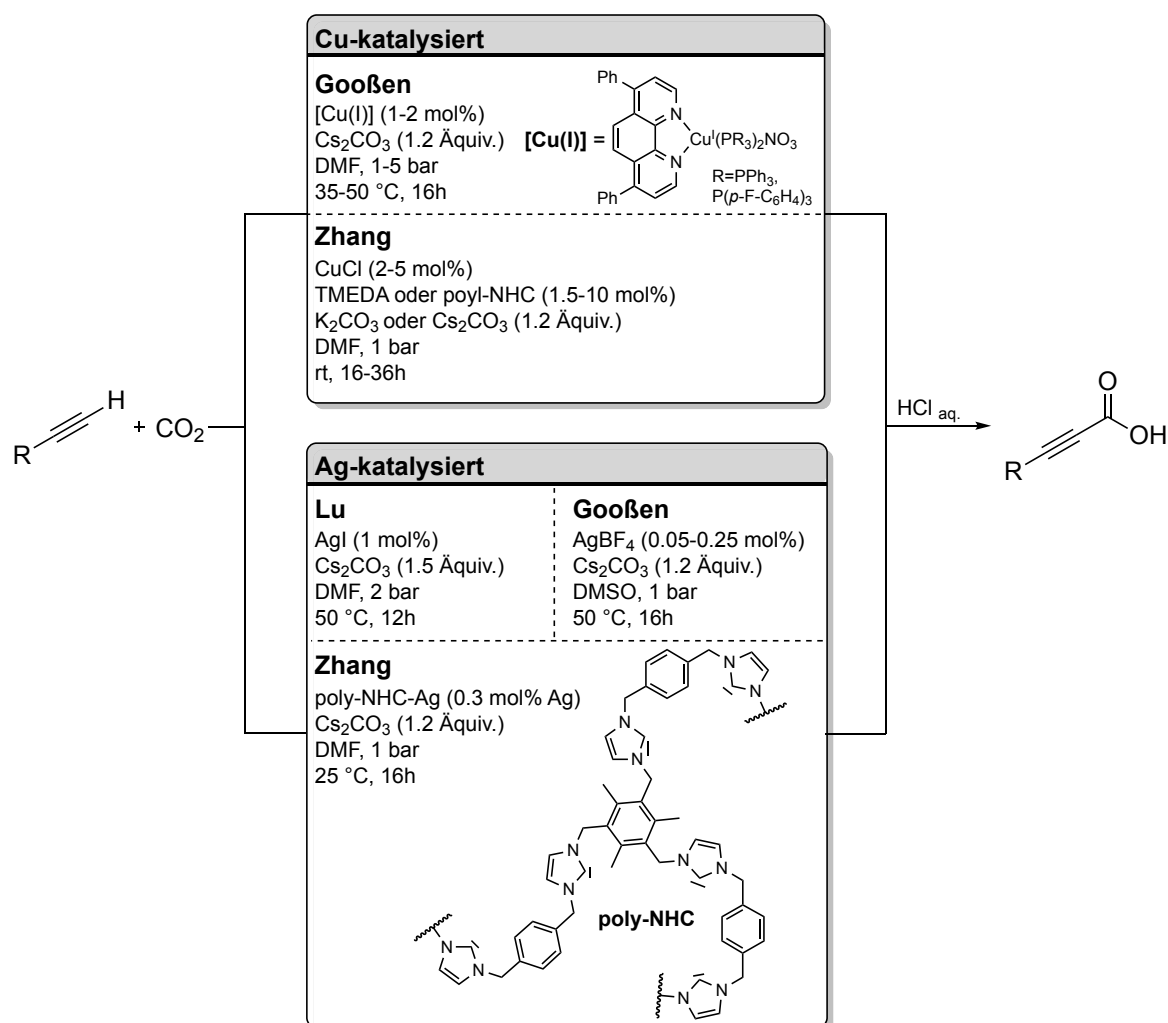 Cu-katalysiert
Gooßen
[Cu(I)] (1-2 mol%)
Cs₂CO₃ (1.2 Äquiv.)
DMF, 1-5 bar
35-50 °C, 16h
[Cu(I)] =
Ph
N
N
Ph
Cuᴵ(PR₃)₂NO₃
R=PPh₃,
P(p-F-C₆H₄)₃
Zhang
CuCl (2-5 mol%)
TMEDA oder poyl-NHC (1.5-10 mol%)
K₂CO₃ oder Cs₂CO₃ (1.2 Äquiv.)
DMF, 1 bar
rt, 16-36h
R
H
+ CO₂
HCl aq.
R
O
OH
Ag-katalysiert
Lu
AgI (1 mol%)
Cs₂CO₃ (1.5 Äquiv.)
DMF, 2 bar
50 °C, 12h
Gooßen
AgBF₄ (0.05-0.25 mol%)
Cs₂CO₃ (1.2 Äquiv.)
DMSO, 1 bar
50 °C, 16h
Zhang
poly-NHC-Ag (0.3 mol% Ag)
Cs₂CO₃ (1.2 Äquiv.)
DMF, 1 bar
25 °C, 16h
N
N
N
N
N
N
N
N
N
N
N
N
poly-NHC